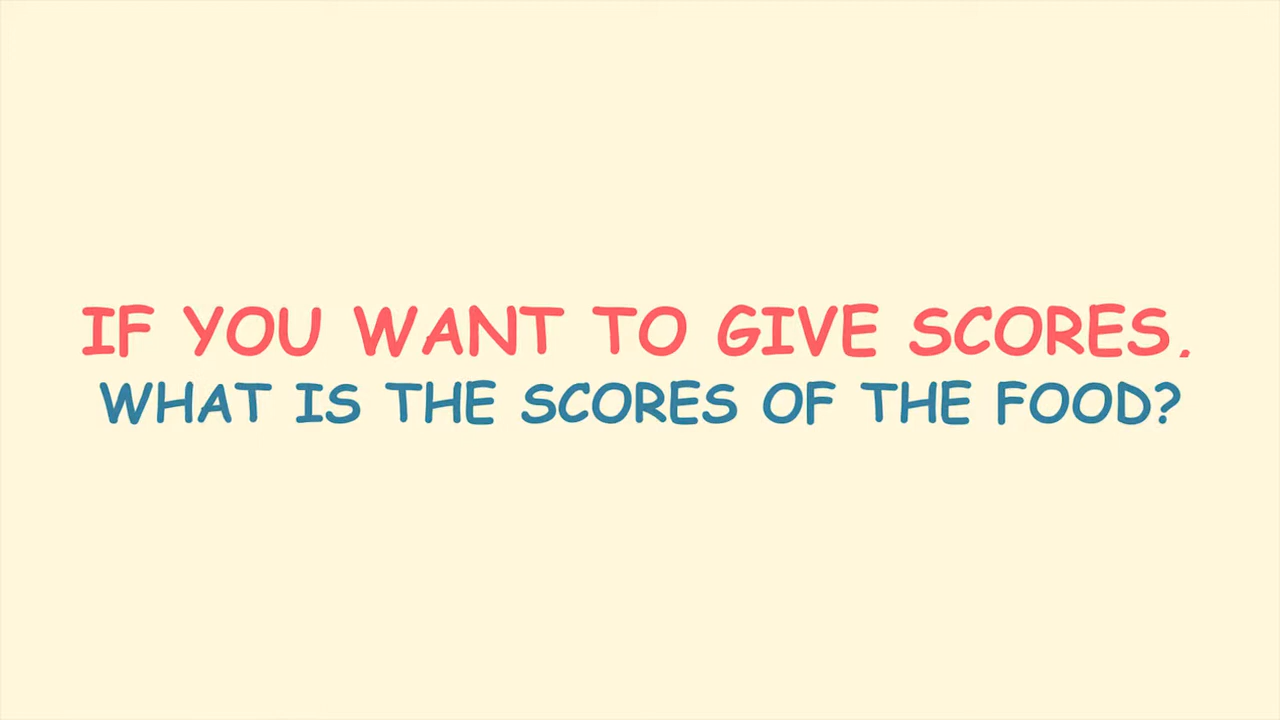 IF YOU WANT TO GIVE SCORES.
WHAT IS THE SCORES OF THE FOOD?